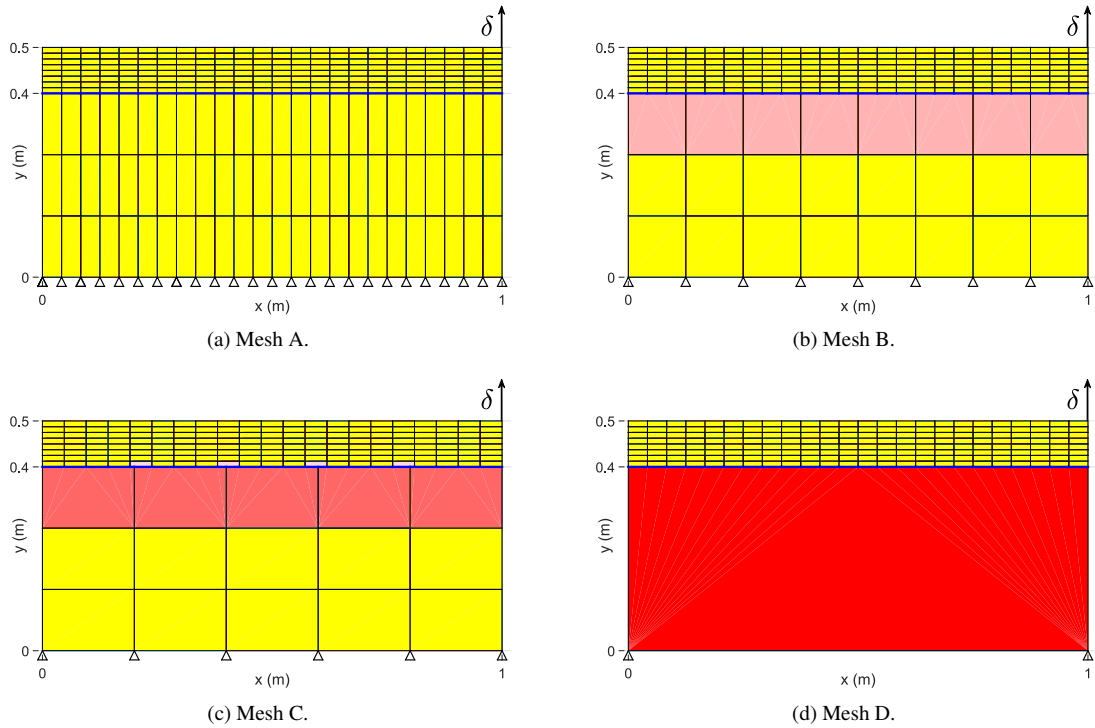 δ
0.5
0.4
y (m)
0
0
1
x (m)
(a) Mesh A.
δ
0.5
0.4
y (m)
0
0
1
x (m)
(b) Mesh B.
δ
0.5
0.4
y (m)
0
0
1
x (m)
(c) Mesh C.
δ
0.5
0.4
y (m)
0
0
1
x (m)
(d) Mesh D.